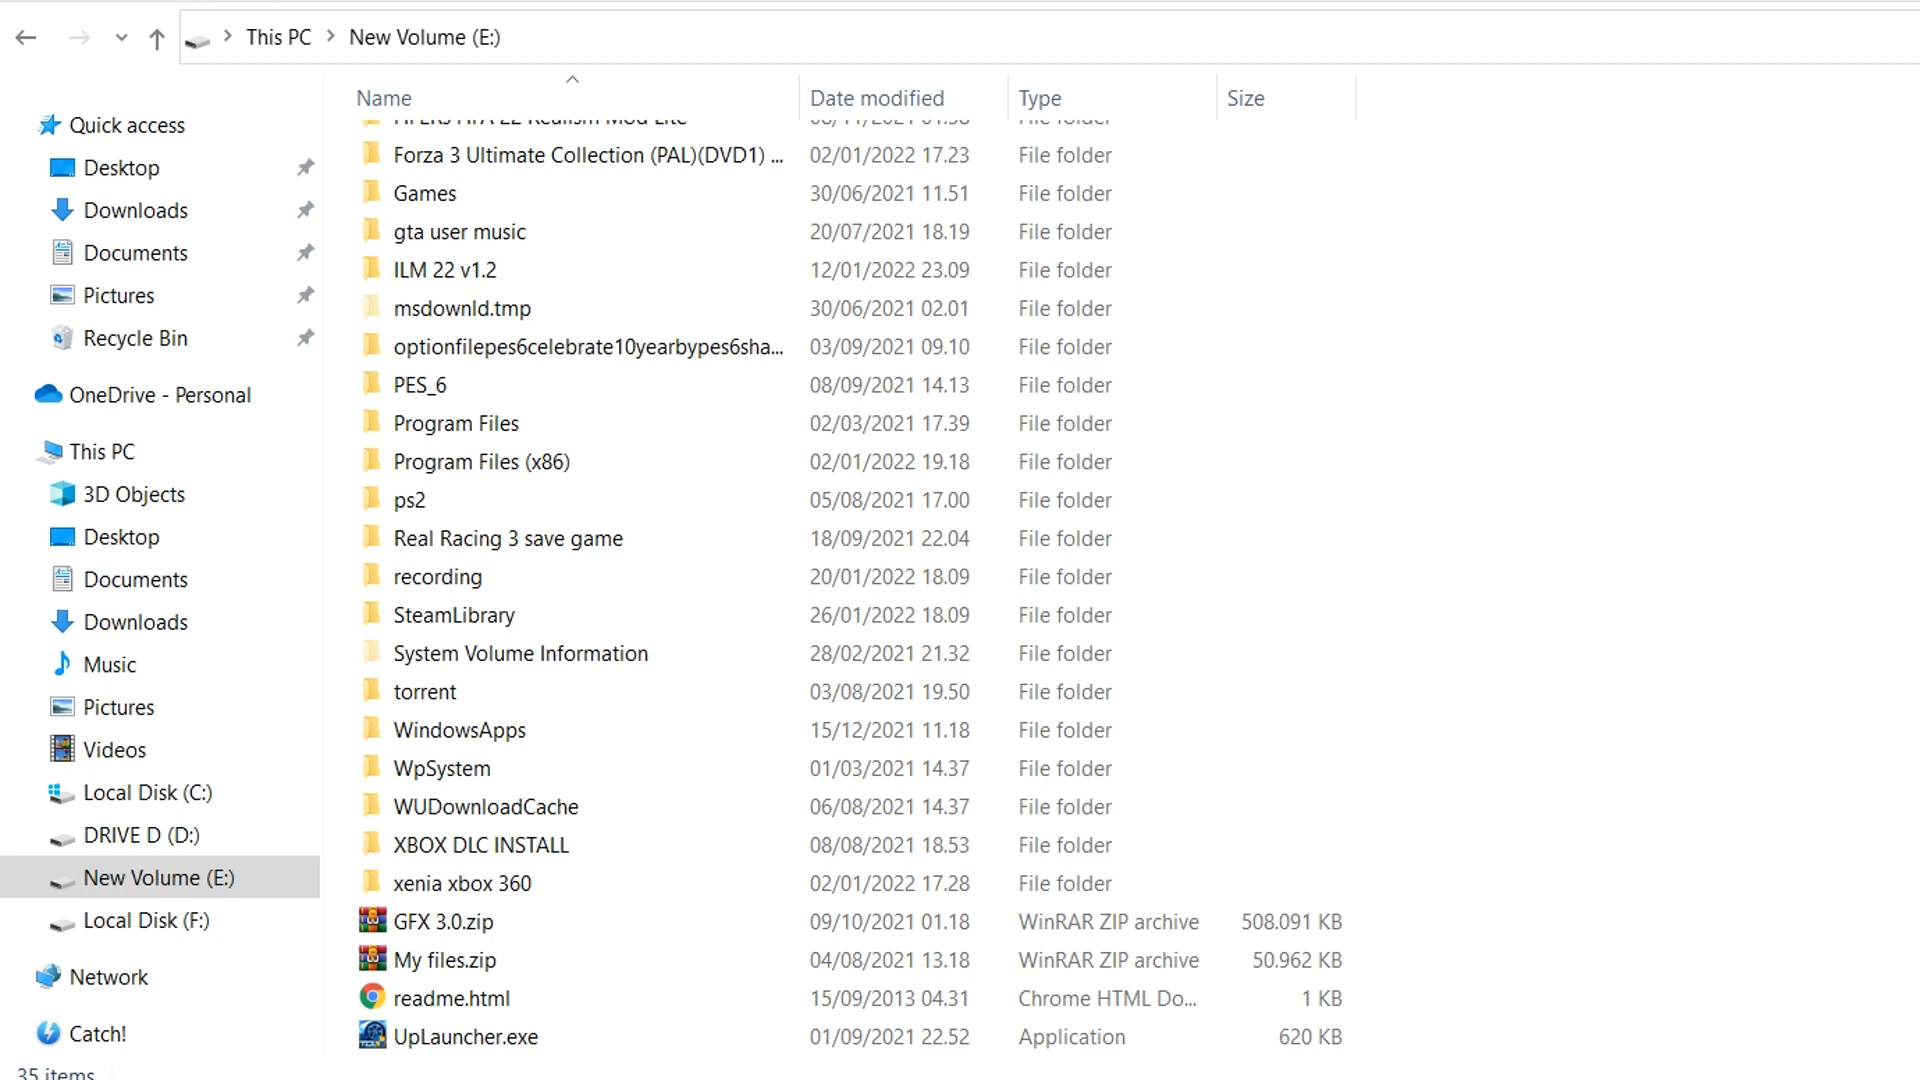 This PC > New Volume (E:)
Name Date modified Type Size
Quick access
Desktop
Downloads
Documents
Pictures
Recycle Bin
OneDrive - Personal
This PC
3D Objects
Desktop
Documents
Downloads
Music
Pictures
Videos
Local Disk (C:)
DRIVE D (D:)
New Volume (E:)
Local Disk (F:)
Network
Catch!
Forza 3 Ultimate Collection (PAL)(DVD1) ... 02/01/2022 17.23 File folder
Games 30/06/2021 11.51 File folder
gta user music 20/07/2021 18.19 File folder
ILM 22 v1.2 12/01/2022 23.09 File folder
msdownld.tmp 30/06/2021 02.01 File folder
optionfilepes6celebrate10yearbypes6sha... 03/09/2021 09.10 File folder
PES_6 08/09/2021 14.13 File folder
Program Files 02/03/2021 17.39 File folder
Program Files (x86) 02/01/2022 19.18 File folder
ps2 05/08/2021 17.00 File folder
Real Racing 3 save game 18/09/2021 22.04 File folder
recording 20/01/2022 18.09 File folder
SteamLibrary 26/01/2022 18.09 File folder
System Volume Information 28/02/2021 21.32 File folder
torrent 03/08/2021 19.50 File folder
WindowsApps 15/12/2021 11.18 File folder
WpSystem 01/03/2021 14.37 File folder
WUDownloadCache 06/08/2021 14.37 File folder
XBOX DLC INSTALL 08/08/2021 18.53 File folder
xenia xbox 360 02/01/2022 17.28 File folder
GFX 3.0.zip 09/10/2021 01.18 WinRAR ZIP archive 508.091 KB
My files.zip 04/08/2021 13.18 WinRAR ZIP archive 50.962 KB
readme.html 15/09/2013 04.31 Chrome HTML Do... 1 KB
UpLauncher.exe 01/09/2021 22.52 Application 620 KB
35 items